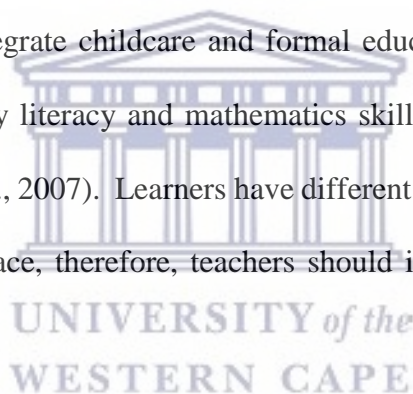 egrate childcare and formal educ
y literacy and mathematics skill
., 2007). Learners have different
ace, therefore, teachers should i
UNIVERSITY of the
WESTERN CAPE